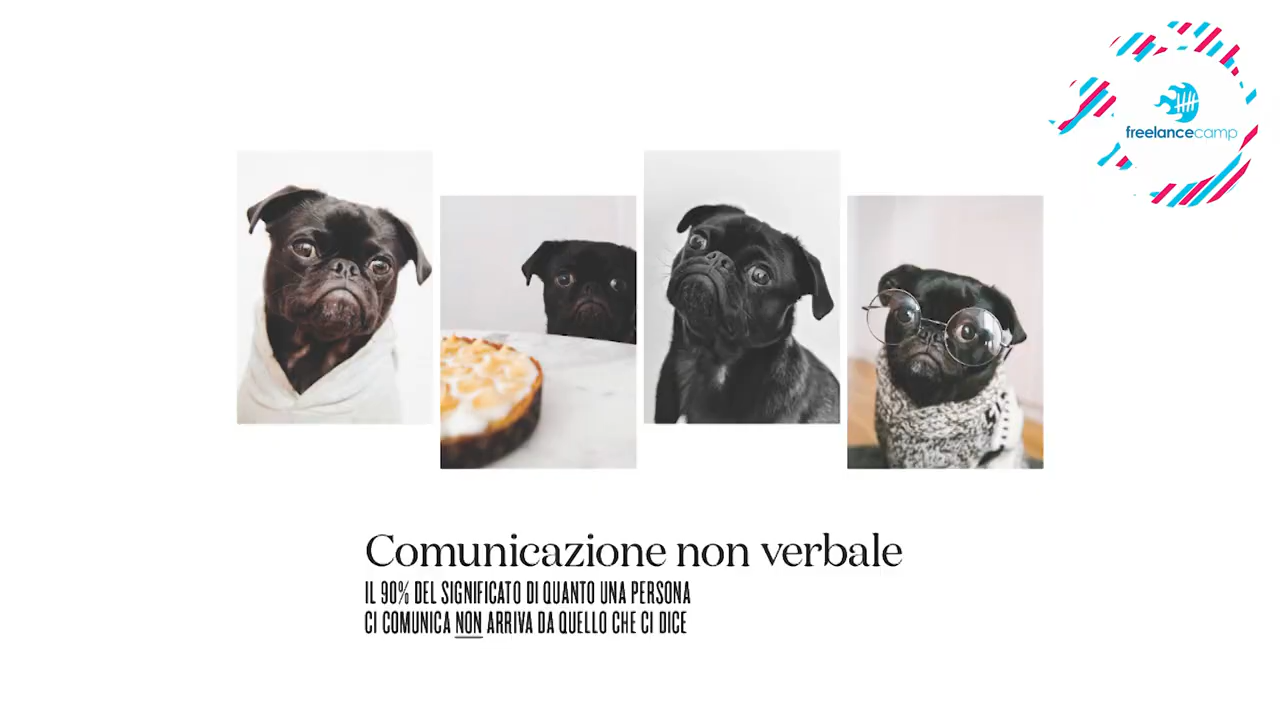 freelancecamp
Comunicazione non verbale
IL 90% DEL SIGNIFICATO DI QUANTO UNA PERSONA
CI COMUNICA NON ARRIVA DA QUELLO CHE CI DICE